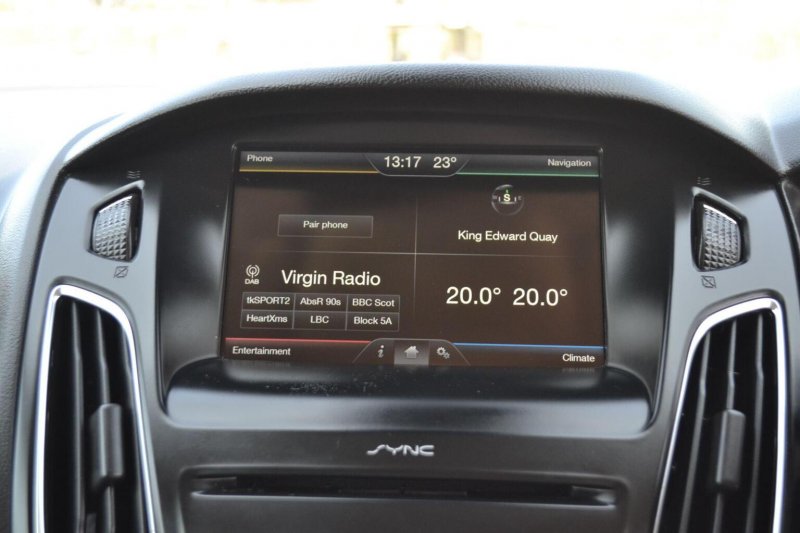 Phone
13:17 23°
Navigation
S
Pair phone
King Edward Quay
DAB
Virgin Radio
tkSPORT2 AbsR 90s BBC Scot
HeartXms LBC Block 5A
20.0° 20.0°
Entertainment
i
Climate
SYNC